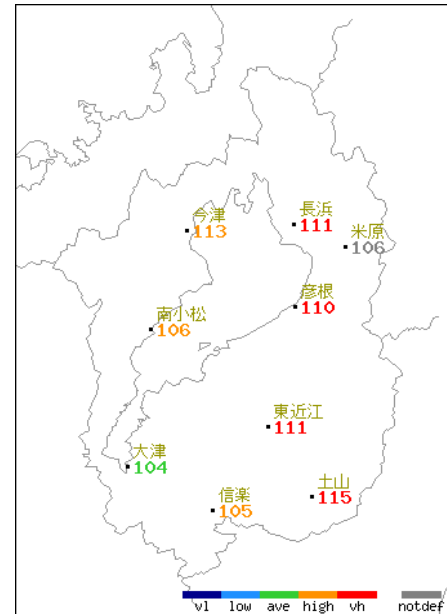 長浜
111
今津
113
米原
106
彦根
110
南小松
106
東近江
111
大津
104
土山
115
信楽
105
vl low ave high vh notdef